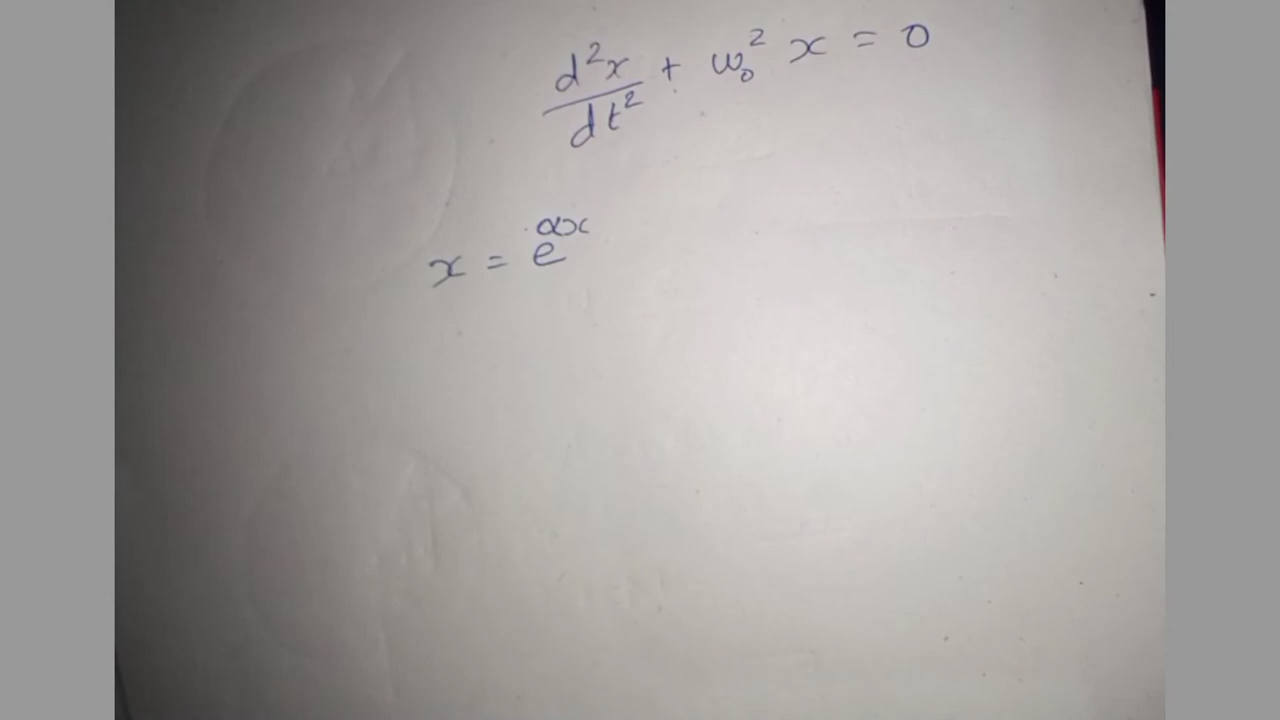 d²x/dt² + ω₀² x = 0
x = e^αx